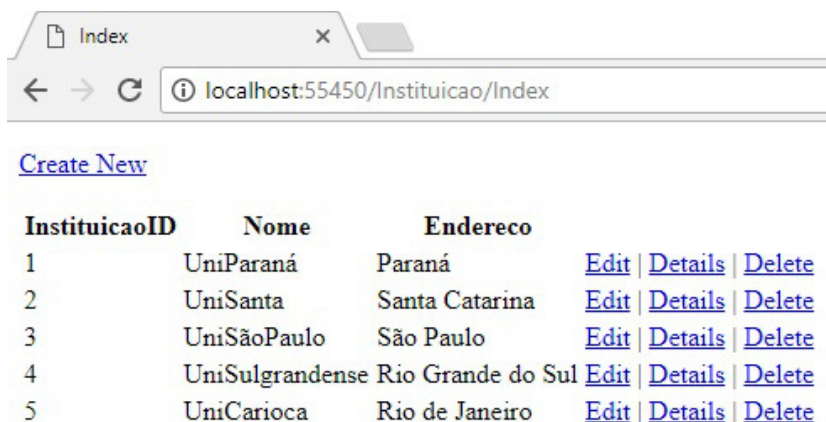 Index
localhost:55450/Instituicao/Index
Create New
InstituicaoID Nome Endereco
1 UniParaná Paraná Edit | Details | Delete
2 UniSanta Santa Catarina Edit | Details | Delete
3 UniSãoPaulo São Paulo Edit | Details | Delete
4 UniSulgrandense Rio Grande do Sul Edit | Details | Delete
5 UniCarioca Rio de Janeiro Edit | Details | Delete